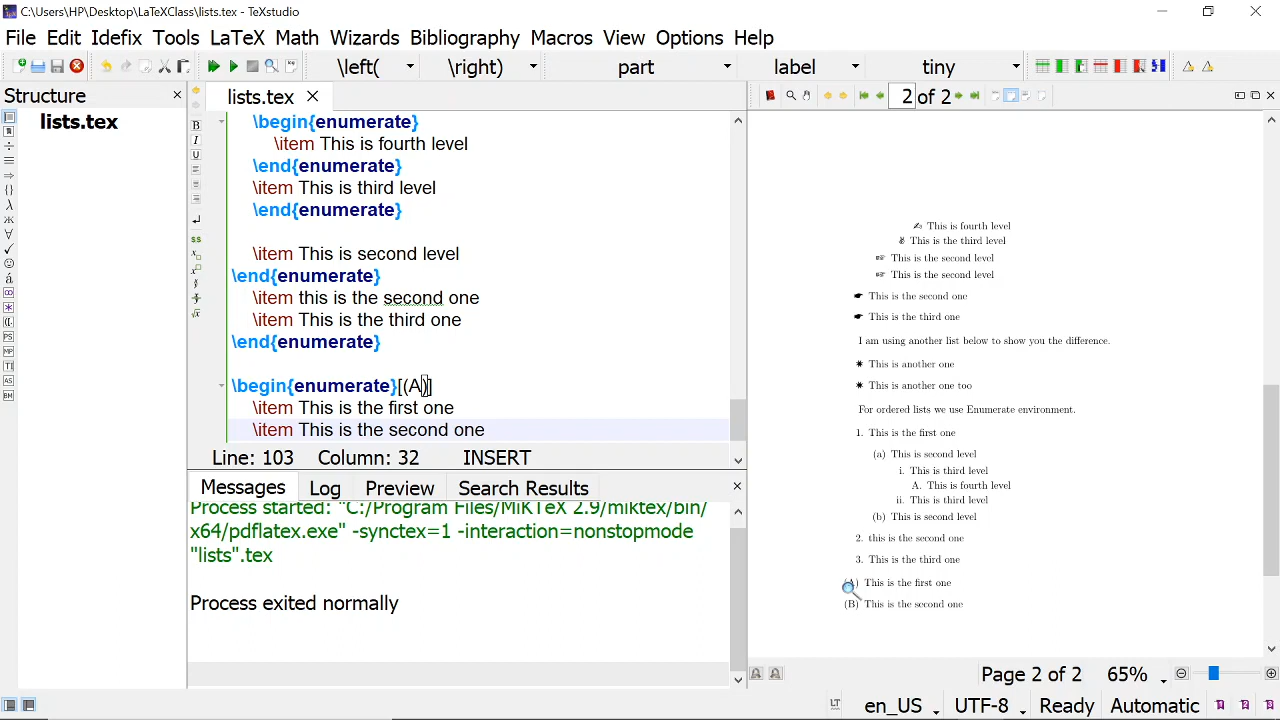 C:\Users\HP\Desktop\LaTeXClass\lists.tex - TeXstudio
File Edit Idefix Tools LaTeX Math Wizards Bibliography Macros View Options Help
\left( \right) part label tiny
Structure
lists.tex
lists.tex
\begin{enumerate}
\item This is fourth level
\end{enumerate}
\item This is third level
\end{enumerate}
\item This is second level
\end{enumerate}
\item this is the second one
\item This is the third one
\end{enumerate}
\begin{enumerate}[(A)]
\item This is the first one
\item This is the second one
Line: 103 Column: 32 INSERT
Messages Log Preview Search Results
Process started: "C:/Program Files/MiKTeX 2.9/miktex/bin/
x64/pdflatex.exe" -synctex=1 -interaction=nonstopmode
"lists".tex
Process exited normally
2 of 2
✍ This is fourth level
✌ This is the third level
☞ This is the second level
☞ This is the second level
☛ This is the second one
☛ This is the third one
I am using another list below to show you the difference.
✷ This is another one
✷ This is another one too
For ordered lists we use Enumerate environment.
1. This is the first one
(a) This is second level
i. This is third level
A. This is fourth level
ii. This is third level
(b) This is second level
2. this is the second one
3. This is the third one
(A) This is the first one
(B) This is the second one
Page 2 of 2 65%
en_US UTF-8 Ready Automatic